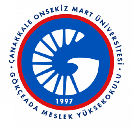 ÇANAKKALE ONSEKİZ MART ÜNİVERSİTESİ
• GÖKÇEADA MESLEK YÜKSEKOKULU •
1997